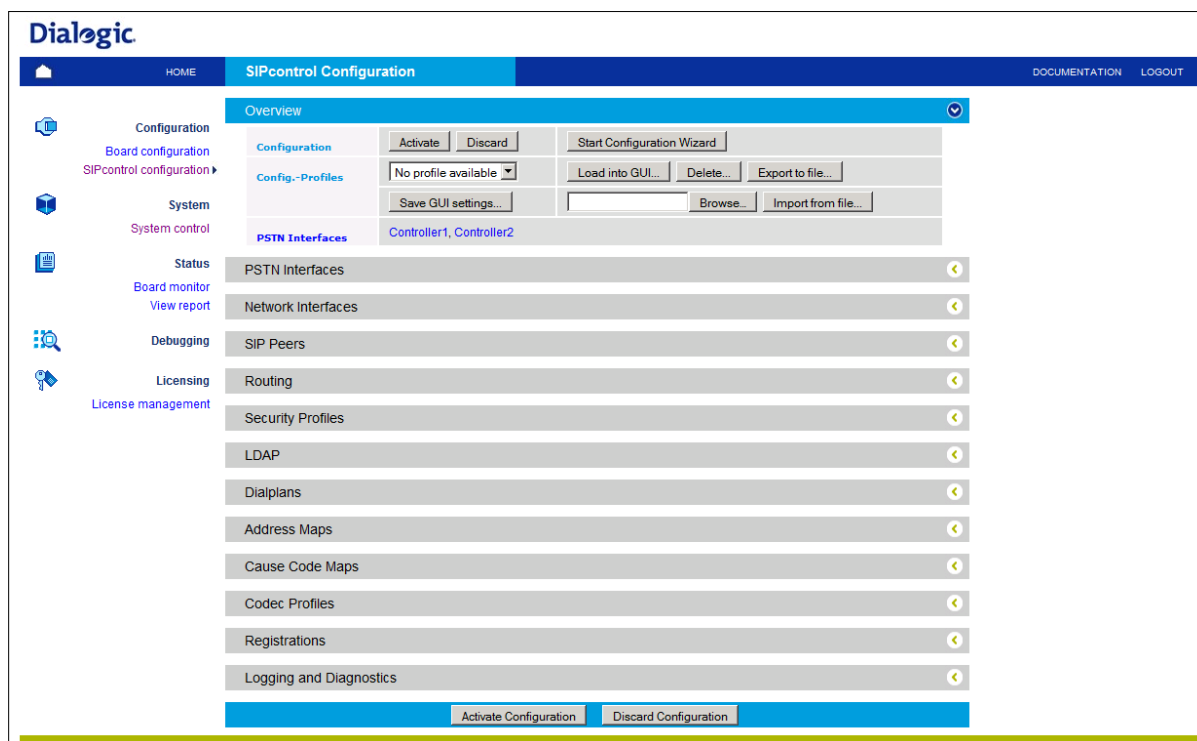 Dialogic
HOME
SIPcontrol Configuration
DOCUMENTATION LOGOUT
Configuration
Board configuration
SIPcontrol configuration
System
System control
Status
Board monitor
View report
Debugging
Licensing
License management
Overview
Configuration Activate Discard Start Configuration Wizard
Config.-Profiles No profile available Load into GUI... Delete... Export to file...
Save GUI settings... Browse... Import from file...
PSTN Interfaces Controller1, Controller2
PSTN Interfaces
Network Interfaces
SIP Peers
Routing
Security Profiles
LDAP
Dialplans
Address Maps
Cause Code Maps
Codec Profiles
Registrations
Logging and Diagnostics
Activate Configuration Discard Configuration